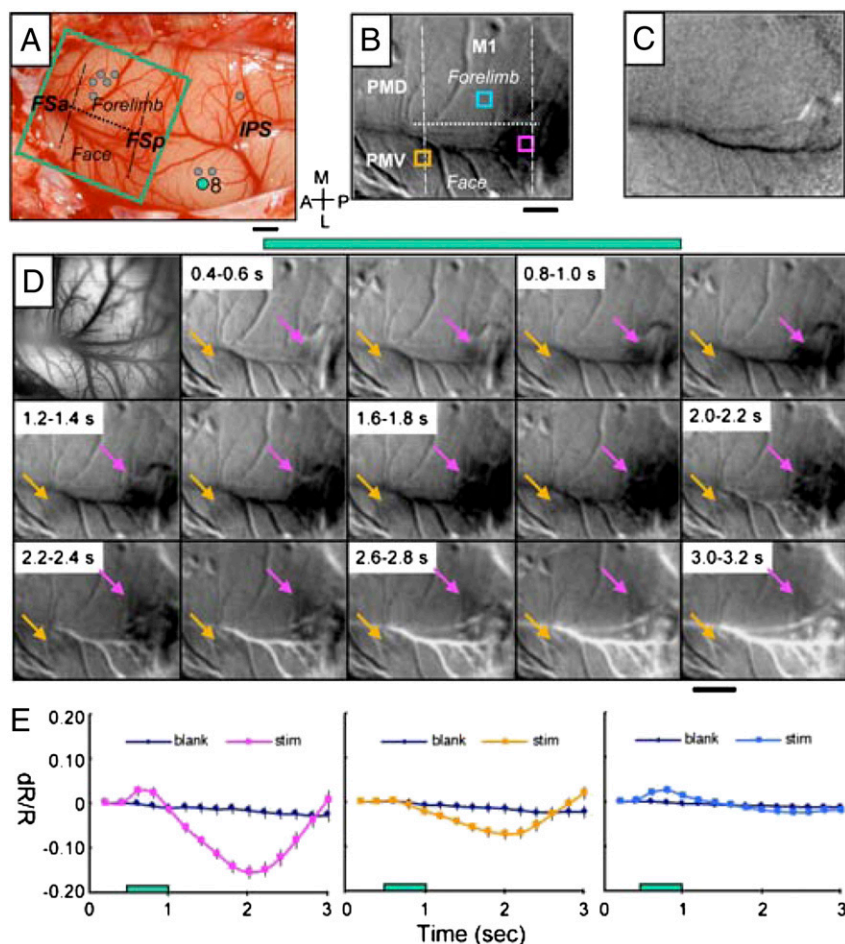 A
FSa
Forelimb
FSp
Face
IPS
8
B
M1
PMD
Forelimb
PMV
Face
C
M
A P
L
D
0.4-0.6 s
0.8-1.0 s
1.2-1.4 s
1.6-1.8 s
2.0-2.2 s
2.2-2.4 s
2.6-2.8 s
3.0-3.2 s
E
dR/R
0.20
0.10
0
-0.10
-0.20
blank stim
0 1 2 3
blank stim
0 1 2 3
blank stim
0 1 2 3
Time (sec)